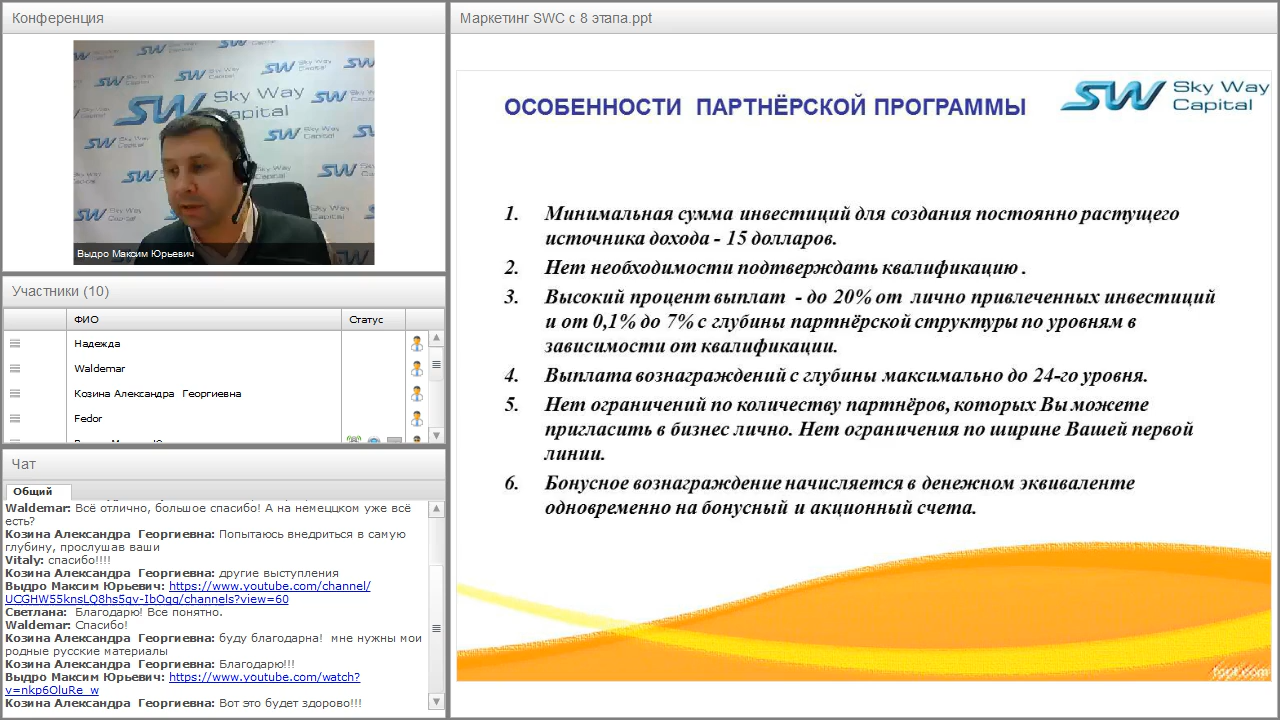 Конференция
Sky Way
Capital
Выдро Максим Юрьевич
Участники (10)
ФИО
Статус
Надежда
Waldemar
Козина Александра Георгиевна
Fedor
Чат
Общий
Waldemar: Всё отлично, большое спасибо! А на немеццком уже всё
есть?
Козина Александра Георгиевна: Попытаюсь внедриться в самую
глубину, прослушав ваши
Vitaly: спасибо!!!!
Козина Александра Георгиевна: другие выступления
Выдро Максим Юрьевич: https://www.youtube.com/channel/
UCGHW55knsLQ8hs5qv-IbOqg/channels?view=60
Светлана: Благодарю! Все понятно.
Waldemar: Спасибо!
Козина Александра Георгиевна: буду благодарна! мне нужны мои
родные русские материалы
Козина Александра Георгиевна: Благодарю!!!
Выдро Максим Юрьевич: https://www.youtube.com/watch?
v=nkp6OluRe_w
Козина Александра Георгиевна: Вот это будет здорово!!!
Маркетинг SWC с 8 этапа.ppt
ОСОБЕННОСТИ ПАРТНЁРСКОЙ ПРОГРАММЫ
SW Sky Way
Capital
1. Минимальная сумма инвестиций для создания постоянно растущего
источника дохода - 15 долларов.
2. Нет необходимости подтверждать квалификацию .
3. Высокий процент выплат - до 20% от лично привлеченных инвестиций
и от 0,1% до 7% с глубины партнёрской структуры по уровням в
зависимости от квалификации.
4. Выплата вознаграждений с глубины максимально до 24-го уровня.
5. Нет ограничений по количеству партнёров, которых Вы можете
пригласить в бизнес лично. Нет ограничения по ширине Вашей первой
линии.
6. Бонусное вознаграждение начисляется в денежном эквиваленте
одновременно на бонусный и акционный счета.
fppt.com